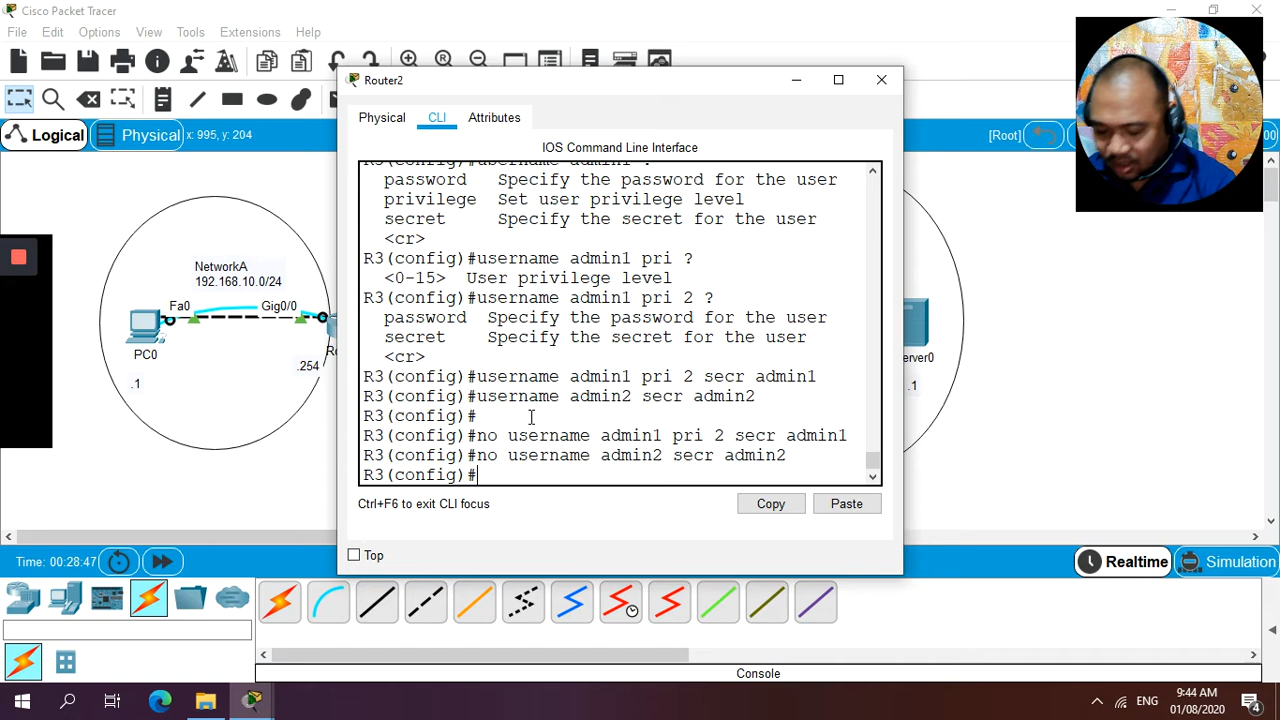 Cisco Packet Tracer
File Edit Options View Tools Extensions Help
Logical
Physical
x: 995, y: 204
[Root]
00
Router2
Physical
CLI
Attributes
IOS Command Line Interface
R3(config)#username admin1 ?
password Specify the password for the user
privilege Set user privilege level
secret Specify the secret for the user
<cr>
R3(config)#username admin1 pri ?
<0-15> User privilege level
R3(config)#username admin1 pri 2 ?
password Specify the password for the user
secret Specify the secret for the user
<cr>
R3(config)#username admin1 pri 2 secr admin1
R3(config)#username admin2 secr admin2
R3(config)#
R3(config)#no username admin1 pri 2 secr admin1
R3(config)#no username admin2 secr admin2
R3(config)#
Ctrl+F6 to exit CLI focus
Copy
Paste
Top
NetworkA
192.168.10.0/24
Fa0
Gig0/0
PC0
.1
Ro
.254
erver0
.1
Time: 00:28:47
Realtime
Simulation
Console
ENG
9:44 AM
01/08/2020
4